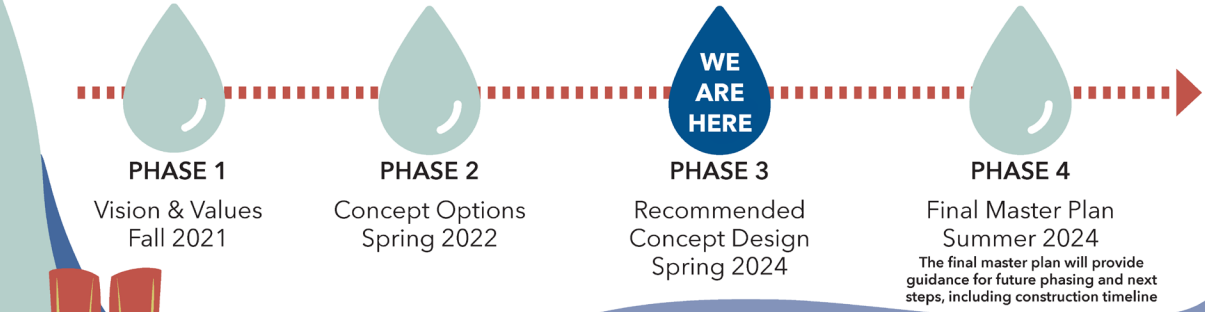 WE
ARE
HERE
PHASE 1
Vision & Values
Fall 2021
PHASE 2
Concept Options
Spring 2022
PHASE 3
Recommended
Concept Design
Spring 2024
PHASE 4
Final Master Plan
Summer 2024
The final master plan will provide
guidance for future phasing and next
steps, including construction timeline